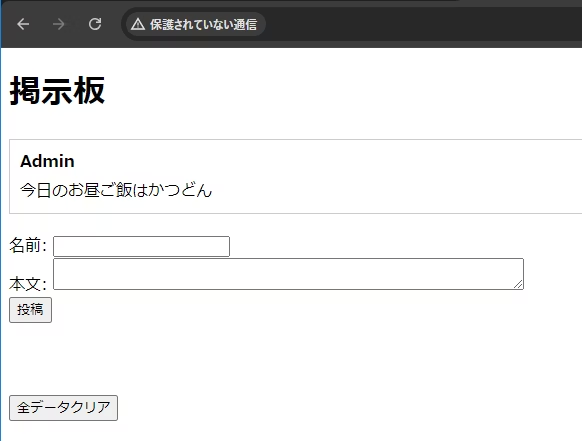 保護されていない通信
掲示板
Admin
今日のお昼ご飯はかつどん
名前:
本文:
投稿
全データクリア